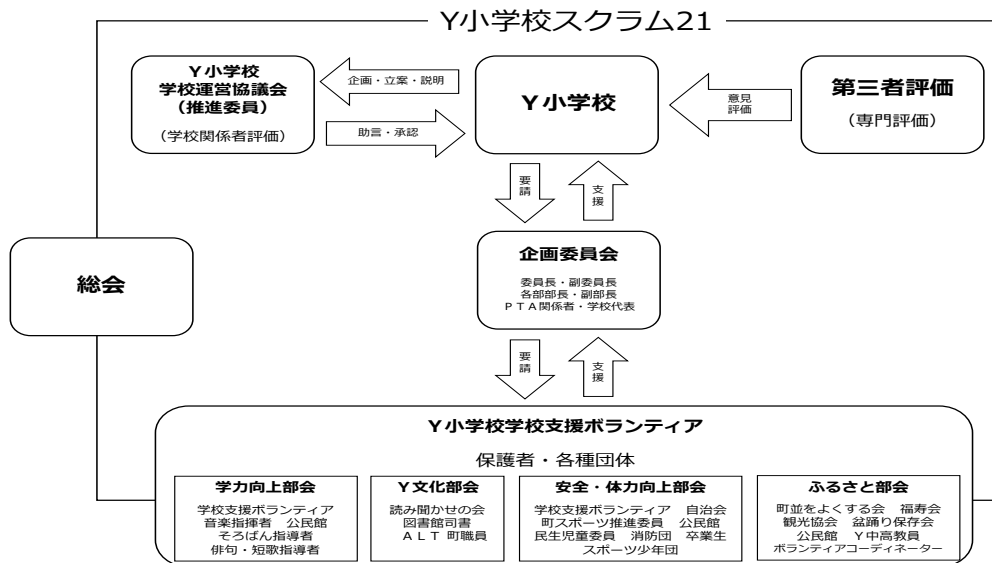 Y小学校スクラム21
Y小学校
学校運営協議会
(推進委員)
(学校関係者評価)
企画・立案・説明
助言・承認
Y小学校
意見
評価
第三者評価
(専門評価)
要請
支援
総会
企画委員会
委員長・副委員長
各部部長・副部長
PTA関係者・学校代表
要請
支援
Y小学校学校支援ボランティア
保護者・各種団体
学力向上部会
学校支援ボランティア
音楽指揮者 公民館
そろばん指導者
俳句・短歌指導者
Y文化部会
読み聞かせの会
図書館司書
ALT 町職員
安全・体力向上部会
学校支援ボランティア 自治会
町スポーツ推進委員 公民館
民生児童委員 消防団 卒業生
スポーツ少年団
ふるさと部会
町並をよくする会 福寿会
観光協会 盆踊り保存会
公民館 Y中高教員
ボランティアコーディネーター